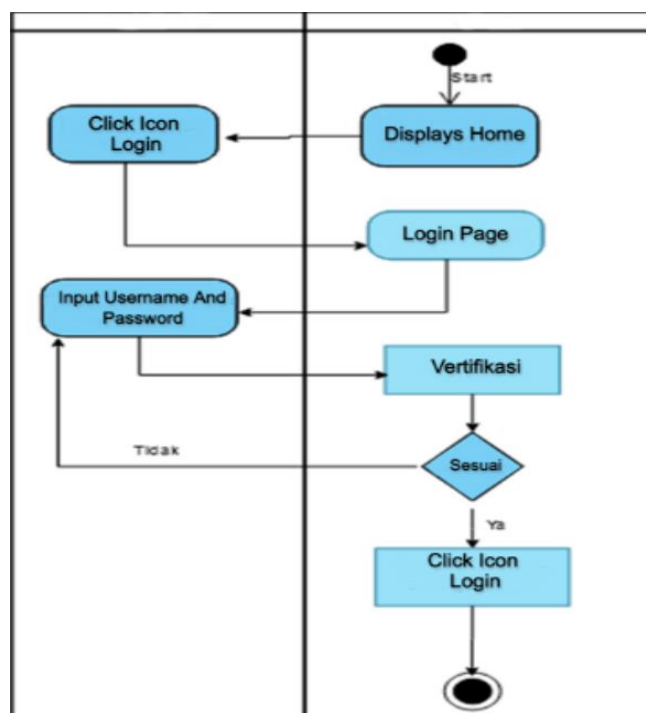 Start
Displays Home
Click Icon
Login
Login Page
Input Username And
Password
Vertifikasi
Sesuai
Tidak
Ya
Click Icon
Login